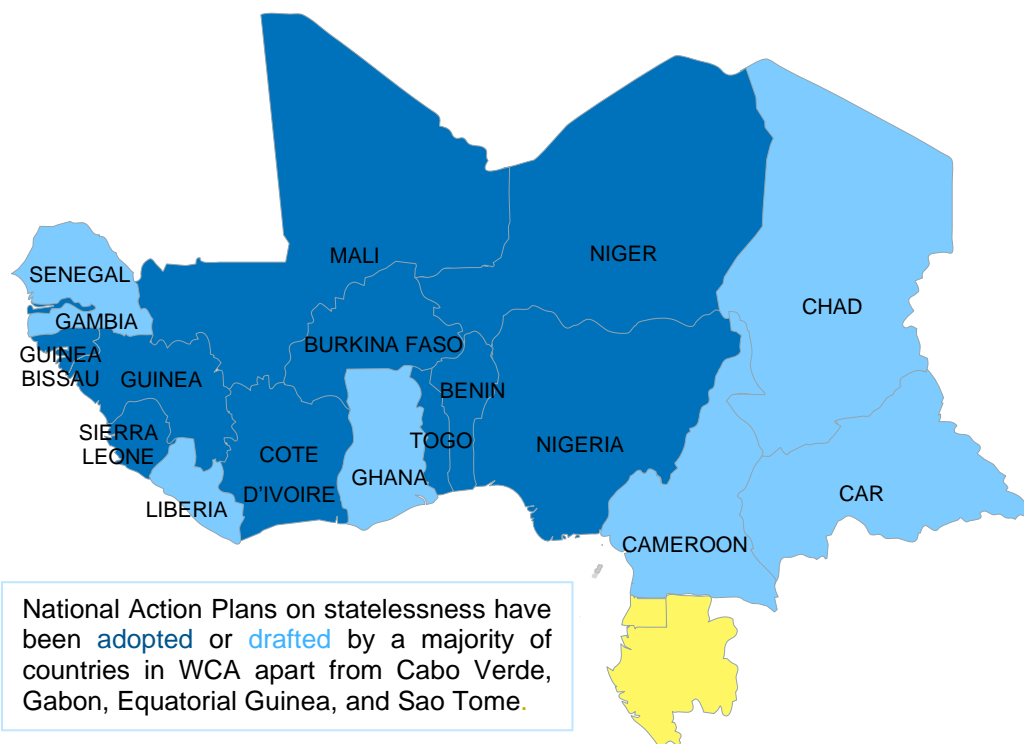 MALI
NIGER
SENEGAL
CHAD
GAMBIA
BURKINA FASO
GUINEA
BISSAU
GUINEA
BENIN
SIERRA
LEONE
COTE
D'IVOIRE
TOGO
NIGERIA
GHANA
LIBERIA
CAR
CAMEROON
National Action Plans on statelessness have
been adopted or drafted by a majority of
countries in WCA apart from Cabo Verde,
Gabon, Equatorial Guinea, and Sao Tome.